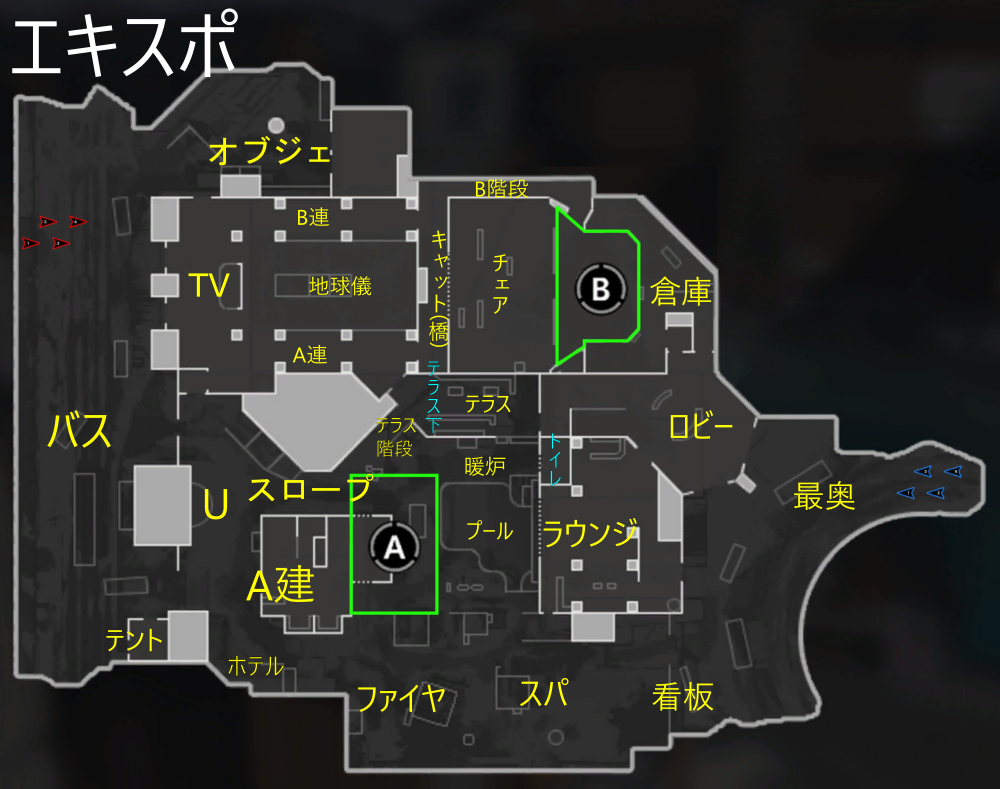 エキスポ
オブジェ
B階段
B連
キャット(橋)
チェア
TV
地球儀
B
倉庫
A連
テラス下
テラス
バス
テラス
階段
ロビー
トイレ
暖炉
スロープ
U
最奥
プール
ラウンジ
A
A建
テント
ホテル
ファイヤ
スパ
看板